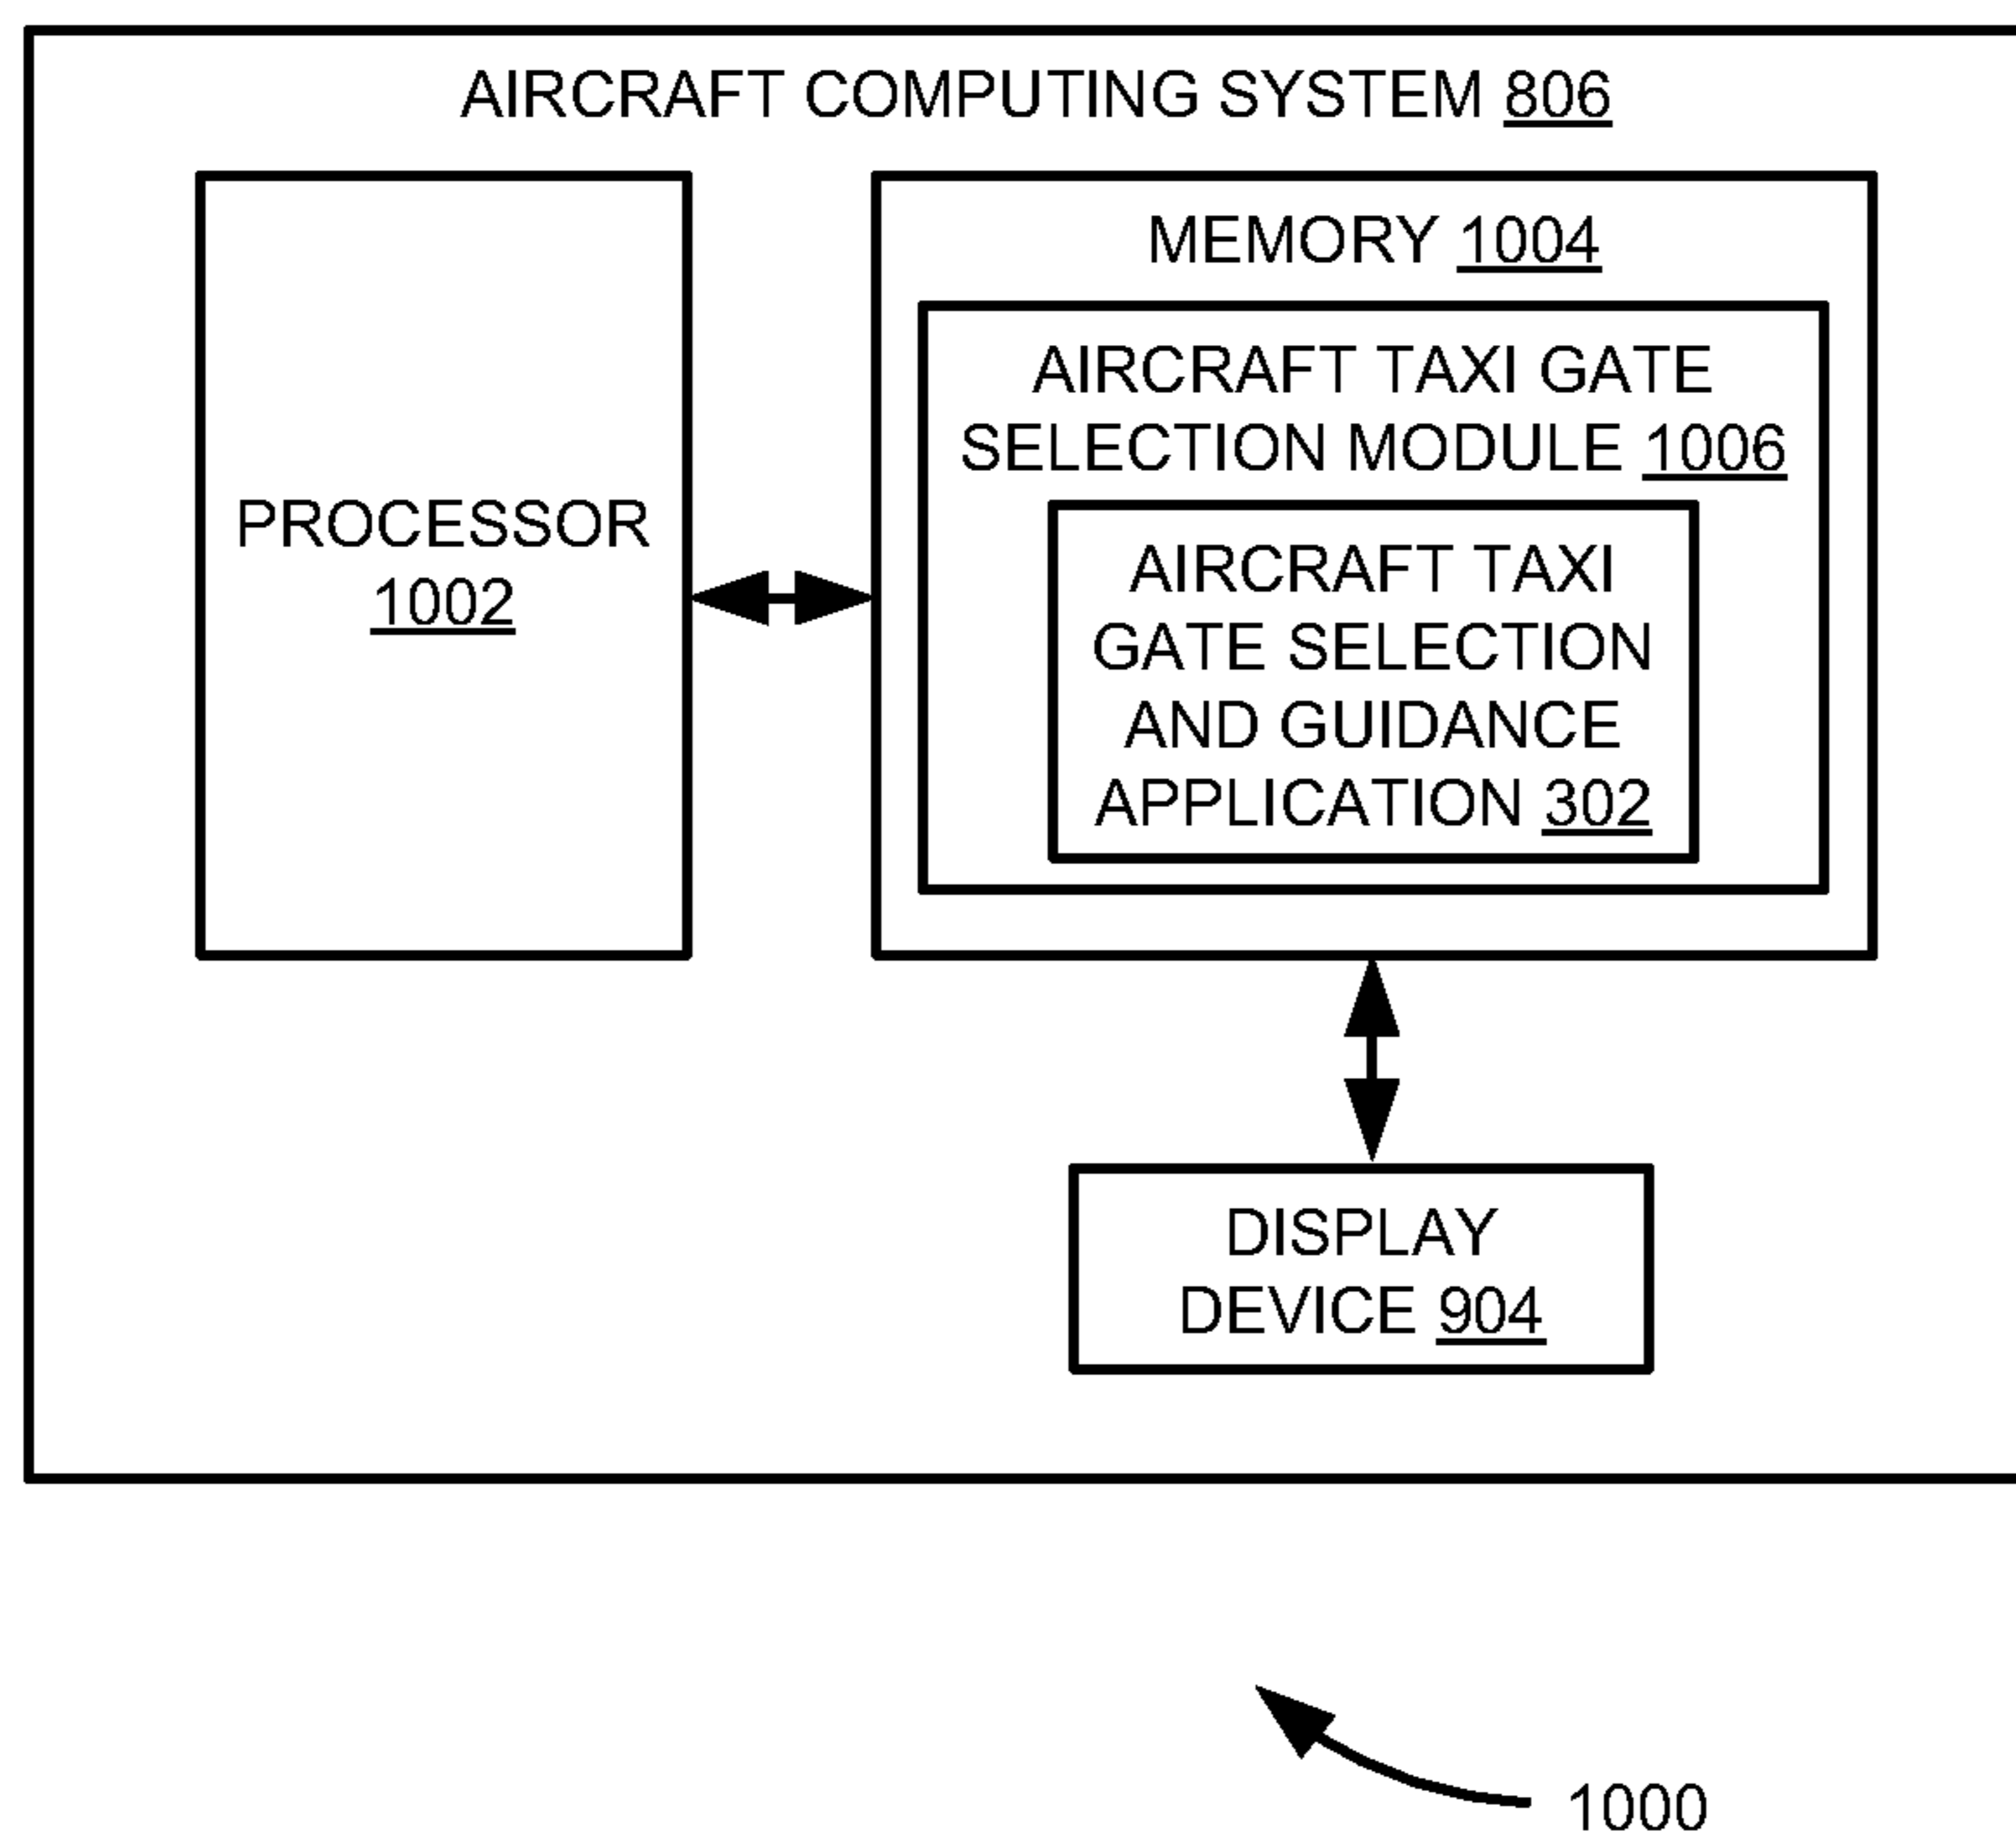 AIRCRAFT COMPUTING SYSTEM 806
PROCESSOR
1002
MEMORY 1004
AIRCRAFT TAXI GATE
SELECTION MODULE 1006
AIRCRAFT TAXI
GATE SELECTION
AND GUIDANCE
APPLICATION 302
DISPLAY
DEVICE 904
1000